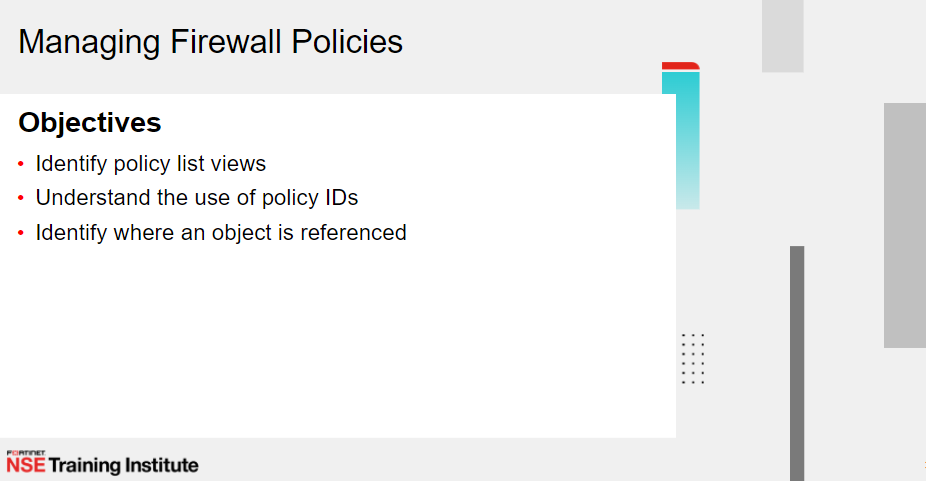 Managing Firewall Policies
Objectives
• Identify policy list views
• Understand the use of policy IDs
• Identify where an object is referenced
FORTINET
NSE Training Institute